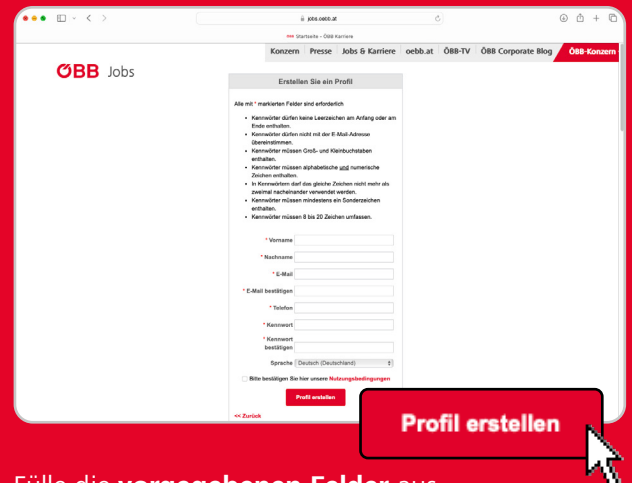 jobs.oebb.at
ÖBB Startseite - ÖBB Karriere
Konzern Presse Jobs & Karriere oebb.at ÖBB-TV ÖBB Corporate Blog ÖBB-Konzern
ÖBB Jobs
Erstellen Sie ein Profil
Alle mit * markierten Felder sind erforderlich
• Kennwörter dürfen keine Leerzeichen am Anfang oder am
Ende enthalten.
• Kennwörter dürfen nicht mit der E-Mail-Adresse
übereinstimmen.
• Kennwörter müssen Groß- und Kleinbuchstaben
enthalten.
• Kennwörter müssen alphabetische und numerische
Zeichen enthalten.
• In Kennwörtern darf das gleiche Zeichen nicht mehr als
zweimal nacheinander verwendet werden.
• Kennwörter müssen mindestens ein Sonderzeichen
enthalten.
• Kennwörter müssen 8 bis 20 Zeichen umfassen.
* Vorname
* Nachname
* E-Mail
* E-Mail bestätigen
* Telefon
* Kennwort
* Kennwort
bestätigen
Sprache Deutsch (Deutschland)
Bitte bestätigen Sie hier unsere Nutzungsbedingungen
Profil erstellen
<< Zurück
Profil erstellen
Fülle die vorgegebenen Felder aus